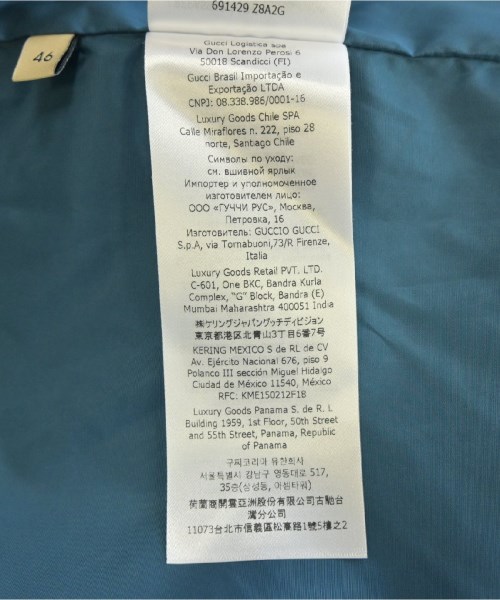 691429 Z8A2G
46
Gucci Logistica spa
Via Don Lorenzo Perosi 6
50018 Scandicci (FI)
Gucci Brasil Importação e
Exportação LTDA
CNPJ: 08.338.986/0001-16
Luxury Goods Chile SPA
Calle Miraflores n. 222, piso 28
norte, Santiago Chile
Символы по уходу:
см. вшивной ярлык
Импортер и уполномоченное
изготовителем лицо:
ООО «ГУЧЧИ РУС», Москва,
Петровка, 16
Изготовитель: GUCCIO GUCCI
S.p.A, via Tornabuoni,73/R Firenze,
Italia
Luxury Goods Retail PVT. LTD.
C-601, One BKC, Bandra Kurla
Complex, "G" Block, Bandra (E)
Mumbai Maharashtra 400051 India
㈱ケリングジャパングッチディビジョン
東京都港区北青山3丁目6番7号
KERING MEXICO S de RL de CV
Av. Ejército Nacional 676, piso 9
Polanco III sección Miguel Hidalgo
Ciudad de México 11540, México
RFC: KME150212F18
Luxury Goods Panama S. de R. L
Building 1959, 1st Floor, 50th Street
and 55th Street, Panama, Republic
of Panama
구찌코리아 유한회사
서울특별시 강남구 영동대로 517,
35층(삼성동, 아셈타워)
荷蘭商開雲亞洲股份有限公司古馳台
灣分公司
11073台北市信義區松高路1號5樓之2